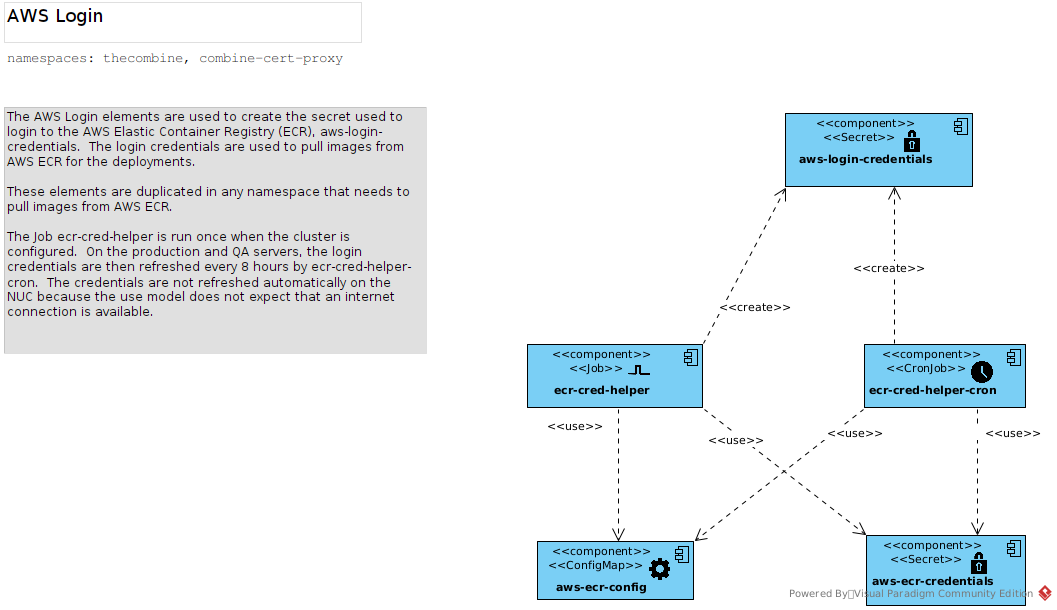 AWS Login
namespaces: thecombine, combine-cert-proxy
The AWS Login elements are used to create the secret used to
login to the AWS Elastic Container Registry (ECR), aws-login-
credentials.  The login credentials are used to pull images from
AWS ECR for the deployments.
These elements are duplicated in any namespace that needs to
pull images from AWS ECR.
The Job ecr-cred-helper is run once when the cluster is
configured.  On the production and QA servers, the login
credentials are then refreshed every 8 hours by ecr-cred-helper-
cron.  The credentials are not refreshed automatically on the
NUC because the use model does not expect that an internet
connection is available.
<<component>>
<<Secret>>
aws-login-credentials
<<create>>
<<create>>
<<component>>
<<Job>>
ecr-cred-helper
<<component>>
<<CronJob>>
ecr-cred-helper-cron
<<use>>
<<use>>
<<use>>
<<use>>
<<component>>
<<ConfigMap>>
aws-ecr-config
<<component>>
<<Secret>>
aws-ecr-credentials
Powered By Visual Paradigm Community Edition